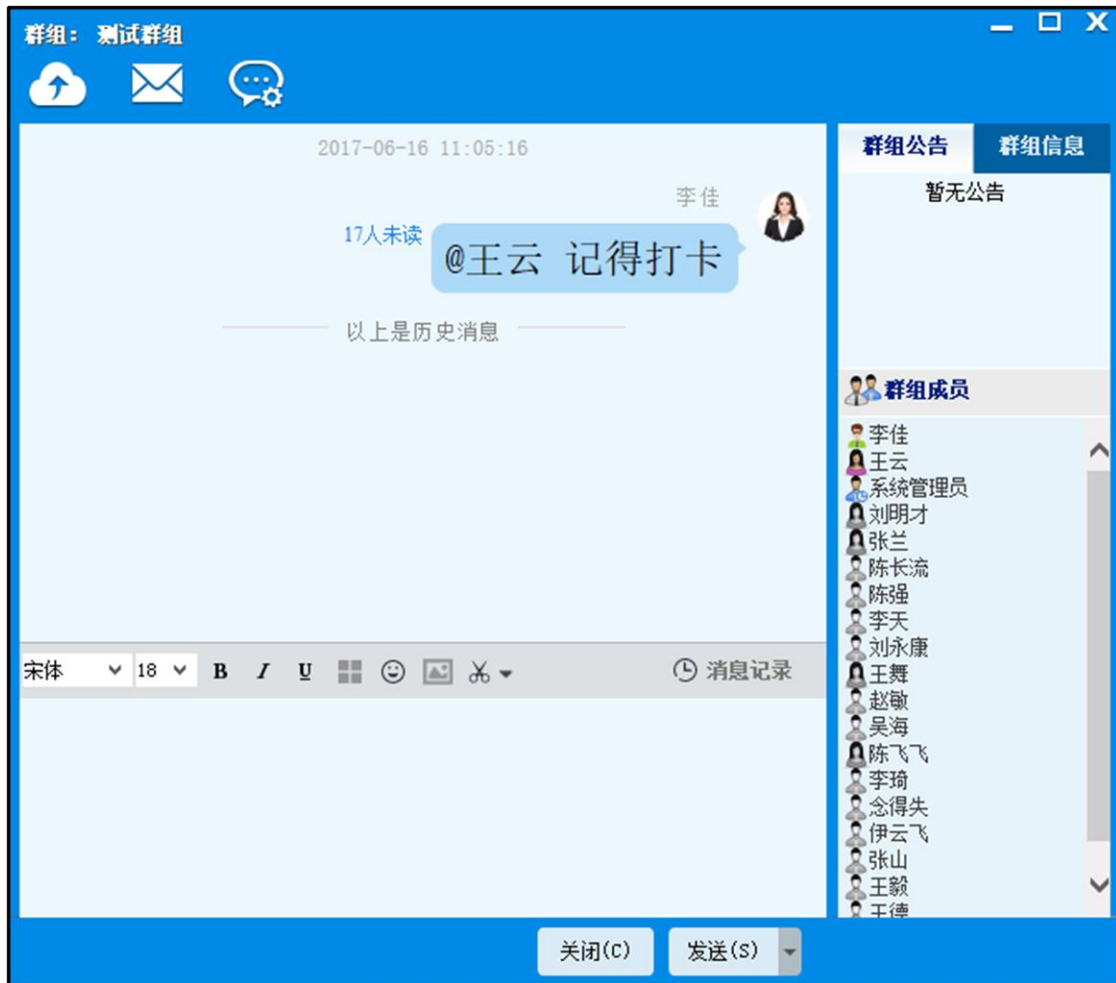 群组： 测试群组
2017-06-16 11:05:16
李佳
17人未读
@王云 记得打卡
以上是历史消息
宋体 18 B I U 消息记录
关闭(C) 发送(S)
群组公告 群组信息
暂无公告
群组成员
李佳
王云
系统管理员
刘明才
张兰
陈长流
陈强
李天
刘永康
王舞
赵敏
吴海
陈飞飞
李琦
念得失
伊云飞
张山
王毅
王德